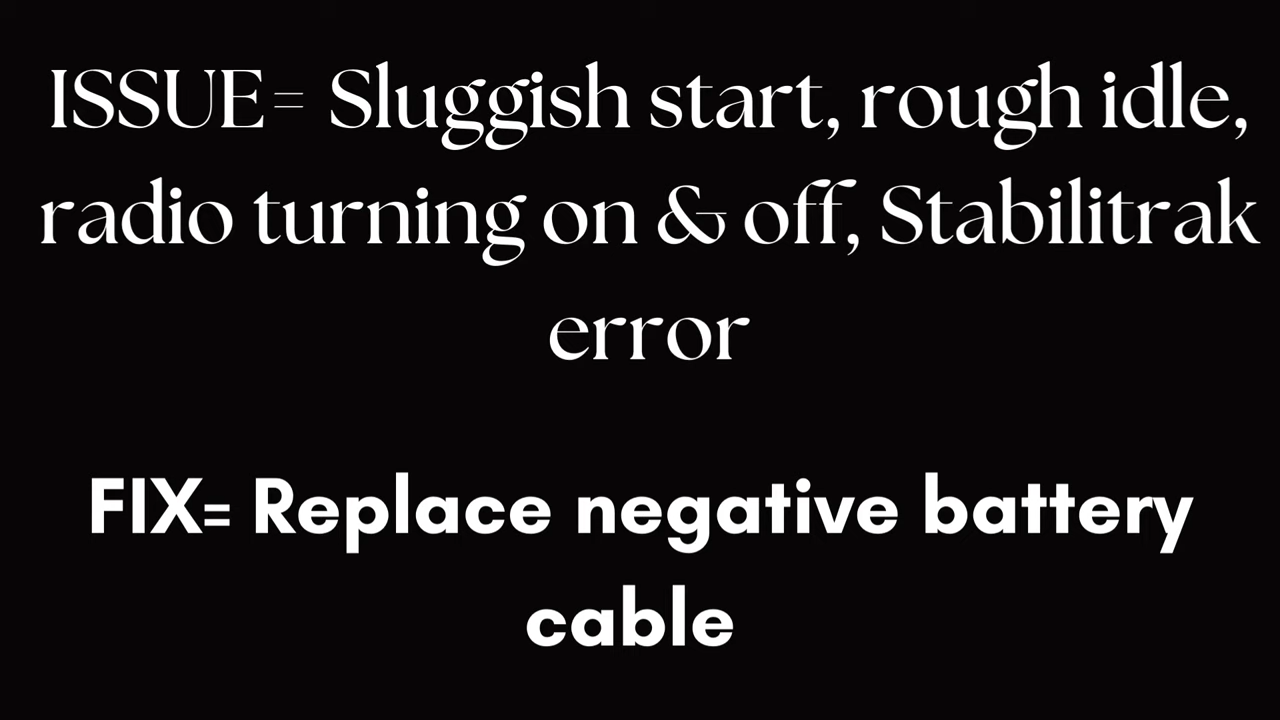 ISSUE= Sluggish start, rough idle,
radio turning on & off, Stabilitrak
error
FIX= Replace negative battery
cable